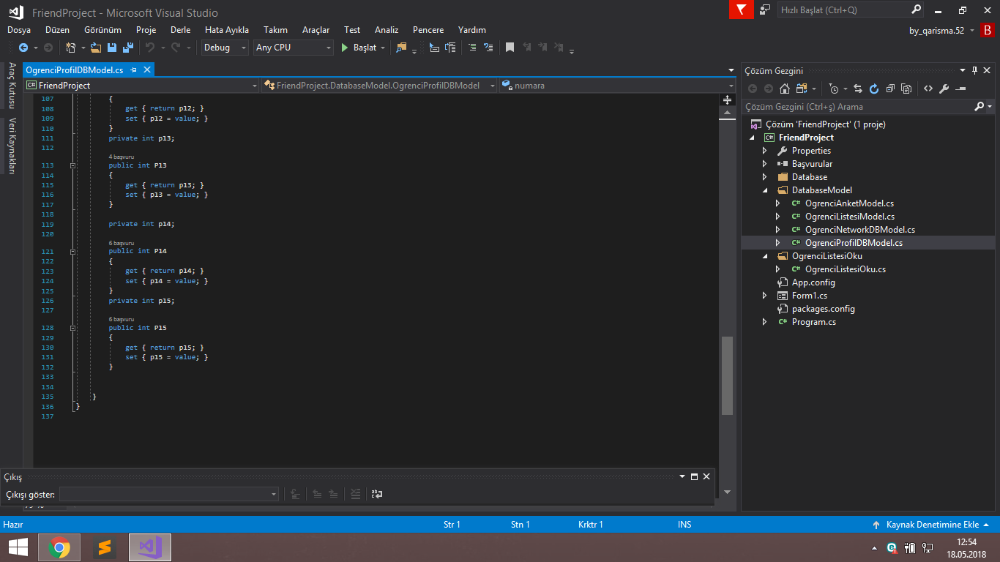 FriendProject - Microsoft Visual Studio
Hızlı Başlat (Ctrl+Q)
Dosya Düzen Görünüm Proje Derle Hata Ayıkla Takım Araçlar Test Analiz Pencere Yardım
by_qarisma.52 B
Debug Any CPU Başlat
Araç Kutusu
Veri Kaynakları
OgrenciProfilDBModel.cs
C# FriendProject FriendProject.DatabaseModel.OgrenciProfilDBModel numara
107 {
108 get { return p12; }
109 set { p12 = value; }
110 }
111 private int p13;
112
4 başvuru
113 public int P13
114 {
115 get { return p13; }
116 set { p13 = value; }
117 }
118
119 private int p14;
120
6 başvuru
121 public int P14
122 {
123 get { return p14; }
124 set { p14 = value; }
125 }
126 private int p15;
127
6 başvuru
128 public int P15
129 {
130 get { return p15; }
131 set { p15 = value; }
132 }
133
134
135 }
136 }
137
Çıkış
Çıkışı göster:
Çözüm Gezgini
Çözüm Gezgini (Ctrl+ş) Arama
Çözüm 'FriendProject' (1 proje)
C# FriendProject
Properties
Başvurular
Database
DatabaseModel
C# OgrenciAnketModel.cs
C# OgrenciListesiModel.cs
C# OgrenciNetworkDBModel.cs
C# OgrenciProfilDBModel.cs
OgrenciListesiOku
C# OgrenciListesiOku.cs
App.config
Form1.cs
packages.config
C# Program.cs
Hazır Str 1 Stn 1 Krktr 1 INS Kaynak Denetimine Ekle
12:54
18.05.2018